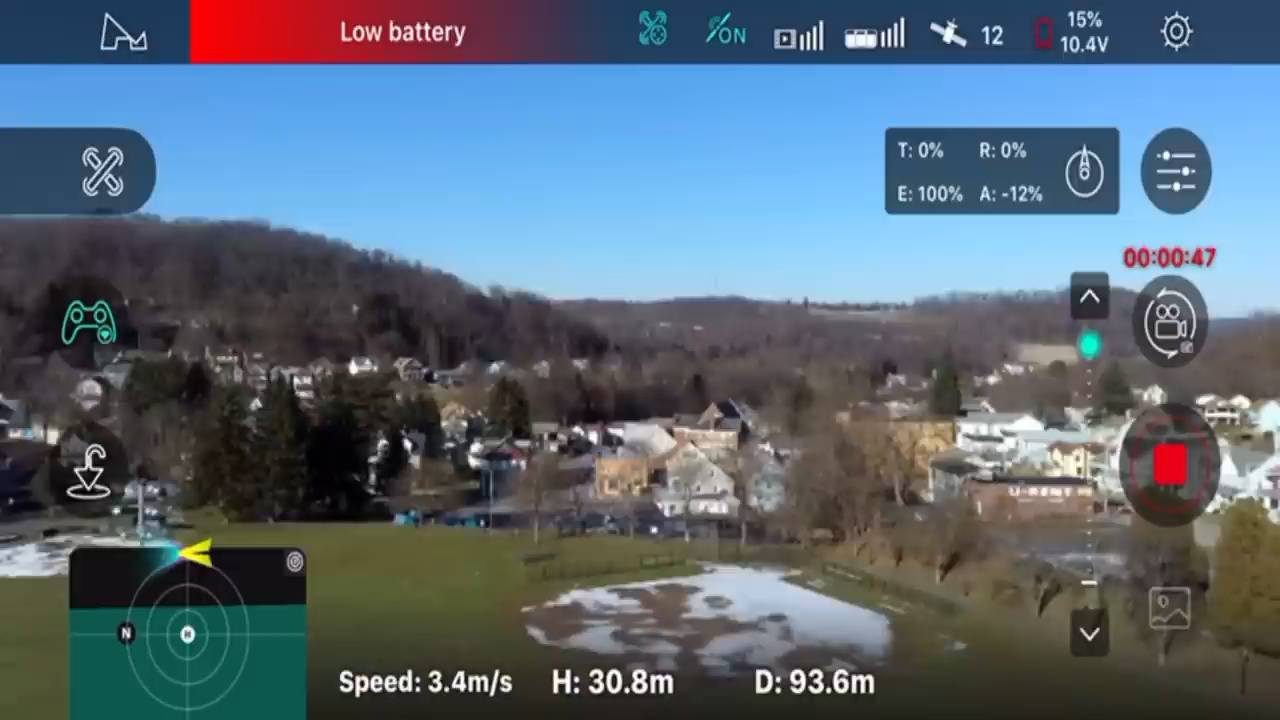 Low battery
ON
12
15%
10.4V
T: 0% R: 0%
E: 100% A: -12%
00:00:47
U-RENT
N
H
Speed: 3.4m/s H: 30.8m D: 93.6m